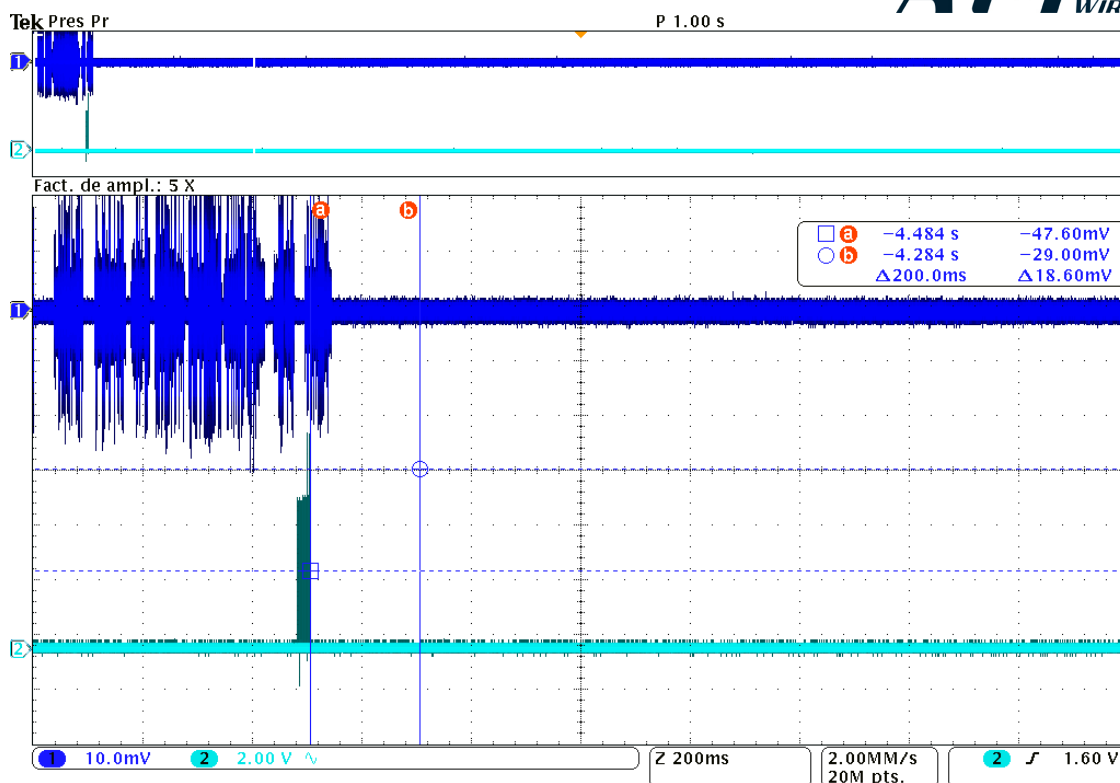 Tek Pres Pr P 1.00 s
1
2
Fact. de ampl.: 5 X
a b
a −4.484 s −47.60mV
b −4.284 s −29.00mV
Δ200.0ms Δ18.60mV
1
2
1 10.0mV 2 2.00 V ∿ Z 200ms 2.00MM/s 2 1.60 V
20M pts.